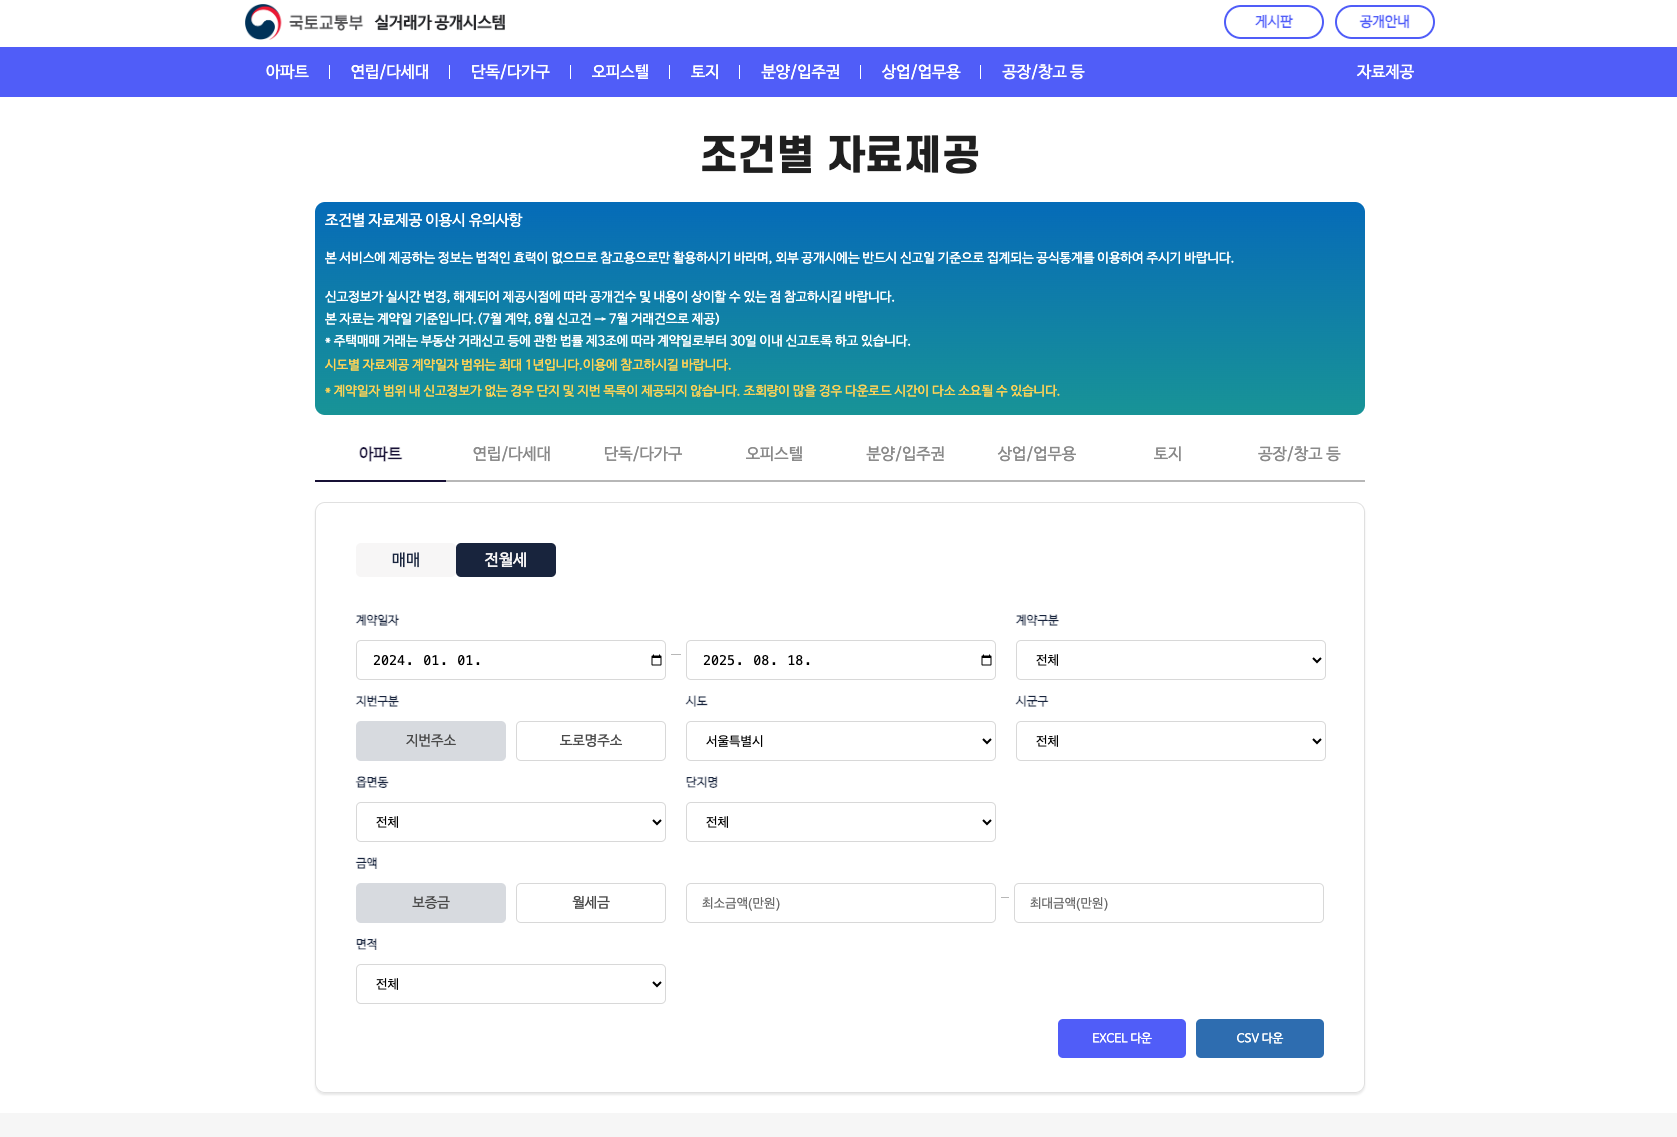 국토교통부 실거래가 공개시스템
게시판 공개안내
아파트 연립/다세대 단독/다가구 오피스텔 토지 분양/입주권 상업/업무용 공장/창고 등 자료제공
조건별 자료제공
조건별 자료제공 이용시 유의사항
본 서비스에 제공하는 정보는 법적인 효력이 없으므로 참고용으로만 활용하시기 바라며, 외부 공개시에는 반드시 신고일 기준으로 집계되는 공식통계를 이용하여 주시기 바랍니다.
신고정보가 실시간 변경, 해제되어 제공시점에 따라 공개건수 및 내용이 상이할 수 있는 점 참고하시길 바랍니다.
본 자료는 계약일 기준입니다.(7월 계약, 8월 신고건 → 7월 거래건으로 제공)
* 주택매매 거래는 부동산 거래신고 등에 관한 법률 제3조에 따라 계약일로부터 30일 이내 신고토록 하고 있습니다.
시도별 자료제공 계약일자 범위는 최대 1년입니다.이용에 참고하시길 바랍니다.
* 계약일자 범위 내 신고정보가 없는 경우 단지 및 지번 목록이 제공되지 않습니다. 조회량이 많을 경우 다운로드 시간이 다소 소요될 수 있습니다.
아파트 연립/다세대 단독/다가구 오피스텔 분양/입주권 상업/업무용 토지 공장/창고 등
매매 전월세
계약일자 계약구분
2024. 01. 01. — 2025. 08. 18. 전체
지번구분 시도 시군구
지번주소 도로명주소 서울특별시 전체
읍면동 단지명
전체 전체
금액
보증금 월세금 최소금액(만원) — 최대금액(만원)
면적
전체
EXCEL 다운 CSV 다운